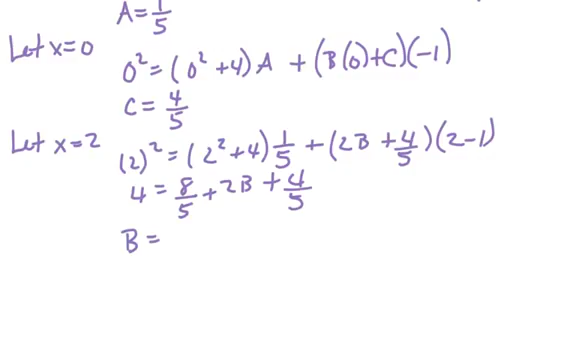 A = 1/5
Let x=0
0² = (0² + 4) A + (B(0)+C)(-1)
C = 4/5
Let x=2
(2)² = (2² + 4) 1/5 + (2B + 4/5)(2-1)
4 = 8/5 + 2B + 4/5
B =